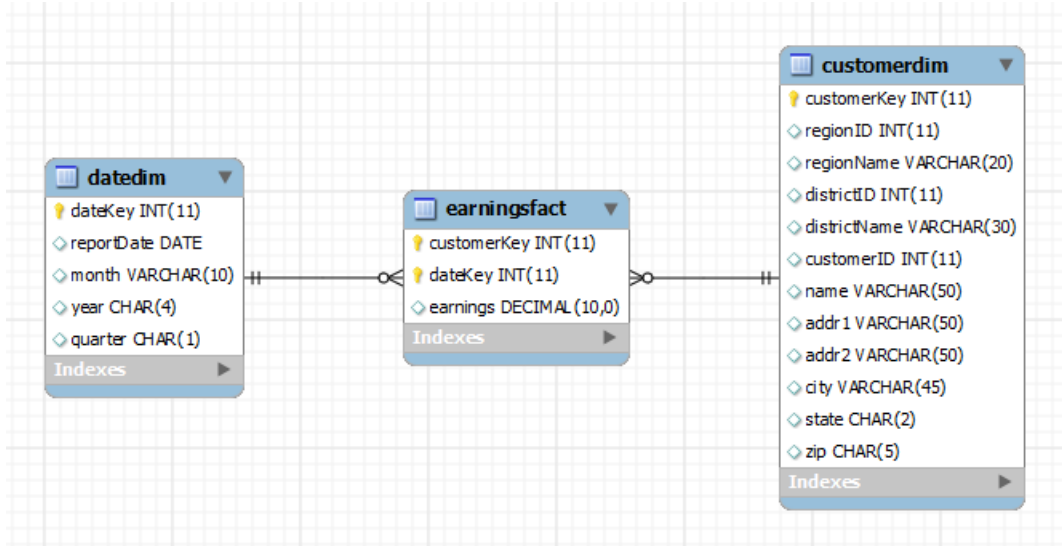 datedim
dateKey INT(11)
reportDate DATE
month VARCHAR(10)
year CHAR(4)
quarter CHAR(1)
Indexes
earningsfact
customerKey INT(11)
dateKey INT(11)
earnings DECIMAL(10,0)
Indexes
customerdim
customerKey INT(11)
regionID INT(11)
regionName VARCHAR(20)
districtID INT(11)
districtName VARCHAR(30)
customerID INT(11)
name VARCHAR(50)
addr1 VARCHAR(50)
addr2 VARCHAR(50)
city VARCHAR(45)
state CHAR(2)
zip CHAR(5)
Indexes